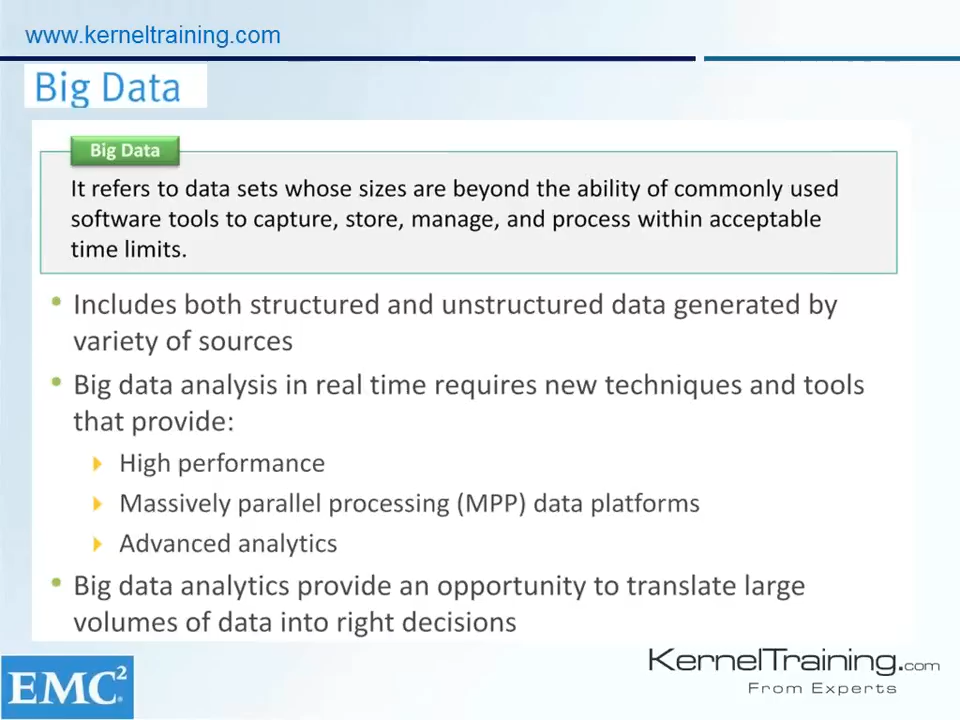 www.kerneltraining.com
Big Data
Big Data
It refers to data sets whose sizes are beyond the ability of commonly used
software tools to capture, store, manage, and process within acceptable
time limits.
• Includes both structured and unstructured data generated by
variety of sources
• Big data analysis in real time requires new techniques and tools
that provide:
High performance
Massively parallel processing (MPP) data platforms
Advanced analytics
• Big data analytics provide an opportunity to translate large
volumes of data into right decisions
EMC²
KernelTraining.com
From Experts